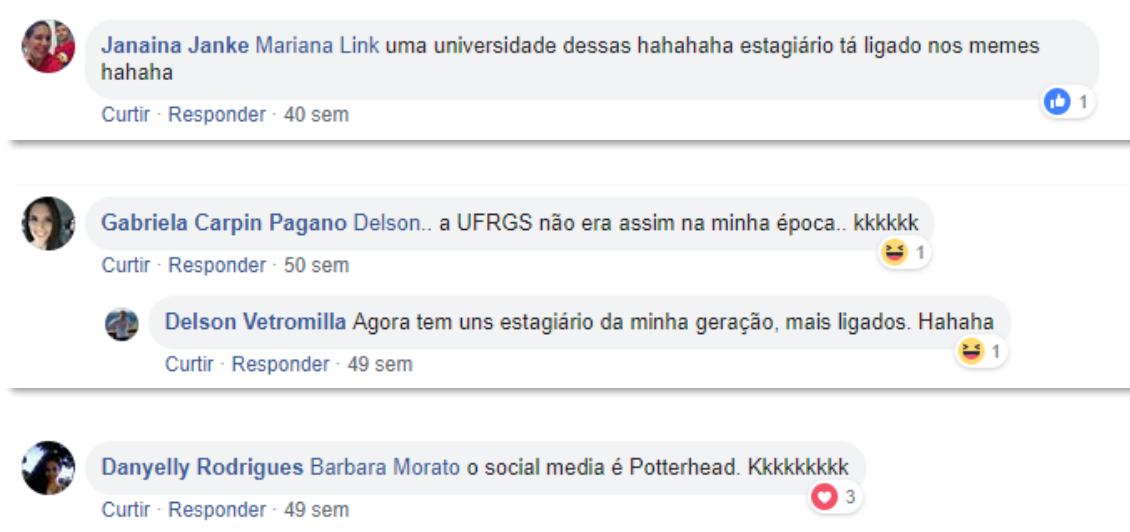 Janaina Janke Mariana Link uma universidade dessas hahahaha estagiário tá ligado nos memes
hahaha
1
Curtir · Responder · 40 sem
Gabriela Carpin Pagano Delson.. a UFRGS não era assim na minha época.. kkkkkk
1
Curtir · Responder · 50 sem
Delson Vetromilla Agora tem uns estagiário da minha geração, mais ligados. Hahaha
1
Curtir · Responder · 49 sem
Danyelly Rodrigues Barbara Morato o social media é Potterhead. Kkkkkkkkk
3
Curtir · Responder · 49 sem